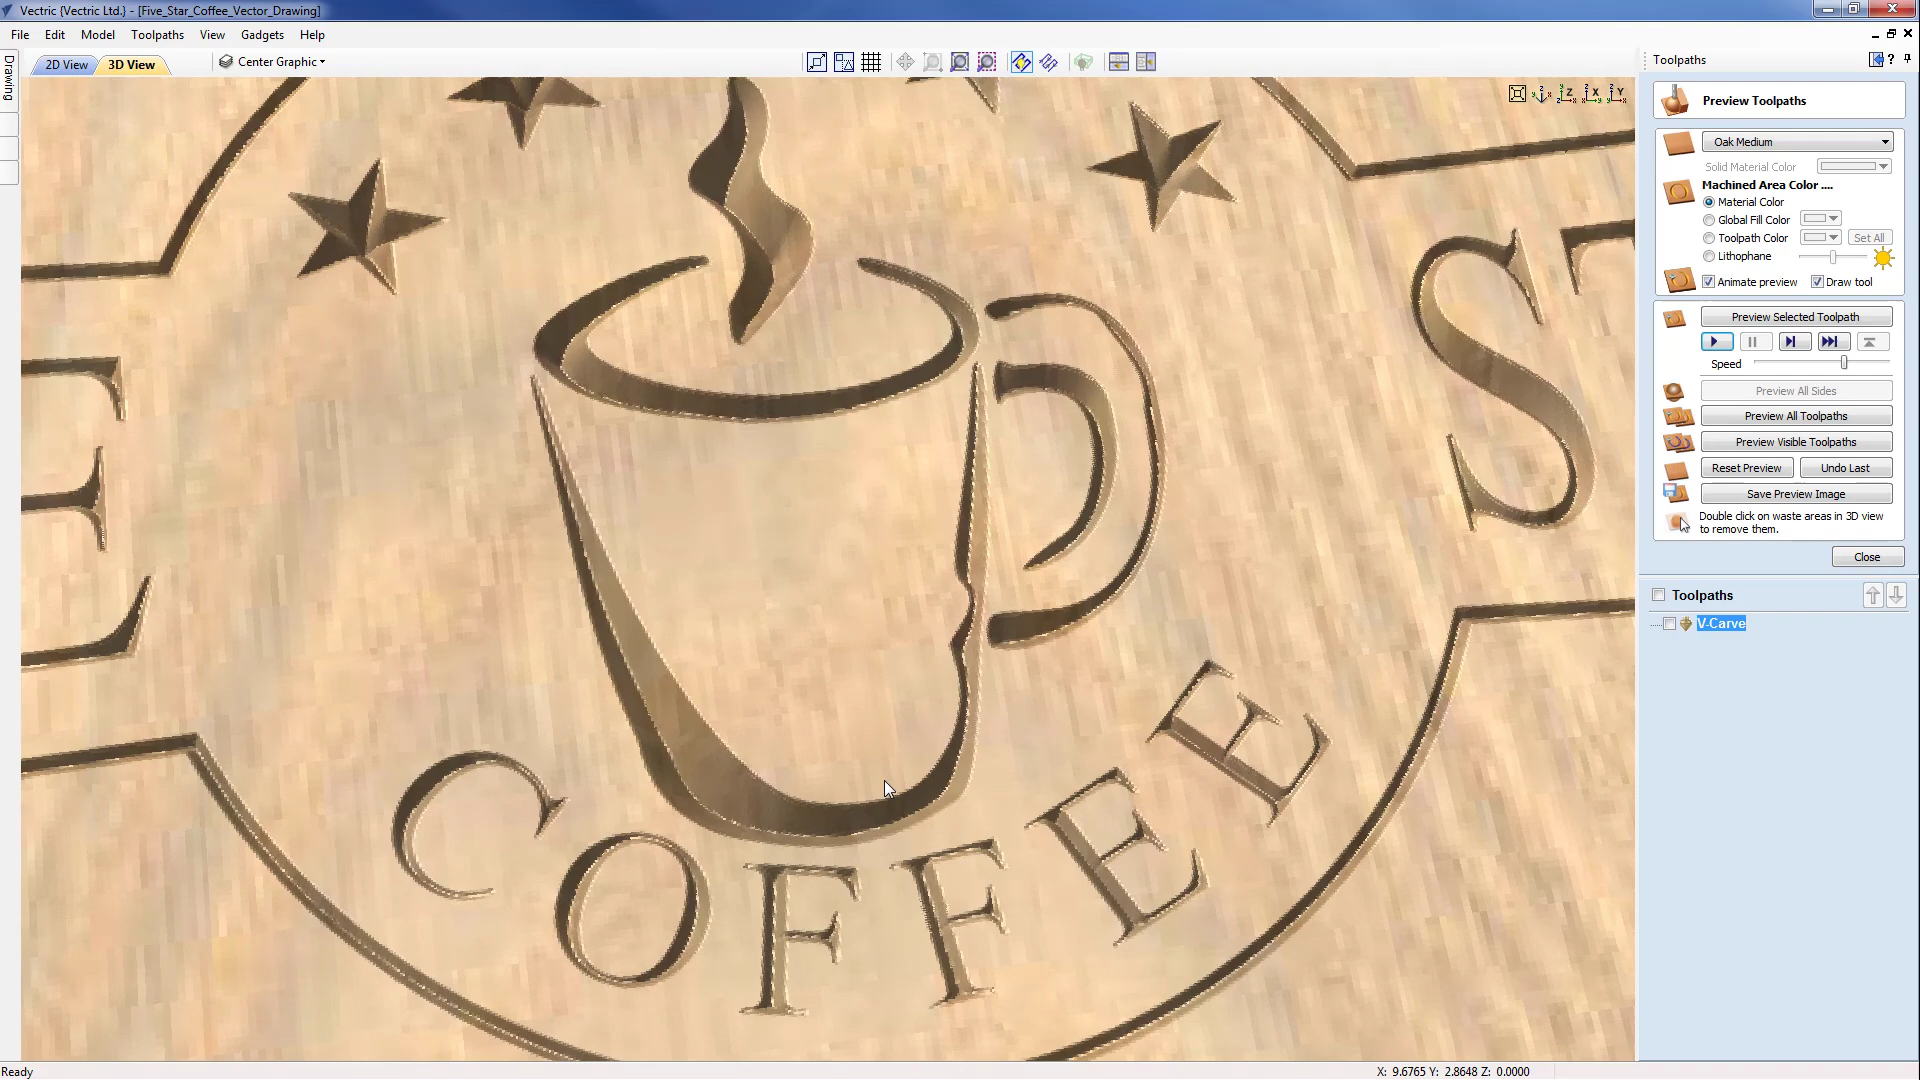 Vectric {Vectric Ltd.} - [Five_Star_Coffee_Vector_Drawing]
File Edit Model Toolpaths View Gadgets Help
Drawing
2D View 3D View Center Graphic
Toolpaths
Preview Toolpaths
Oak Medium
Solid Material Color
Machined Area Color ....
Material Color
Global Fill Color
Toolpath Color Set All
Lithophane
Animate preview Draw tool
Preview Selected Toolpath
Speed
Preview All Sides
Preview All Toolpaths
Preview Visible Toolpaths
Reset Preview Undo Last
Save Preview Image
Double click on waste areas in 3D view
to remove them.
Close
Toolpaths
V-Carve
E
ST
COFFEE
Ready
X: 9.6765 Y: 2.8648 Z: 0.0000